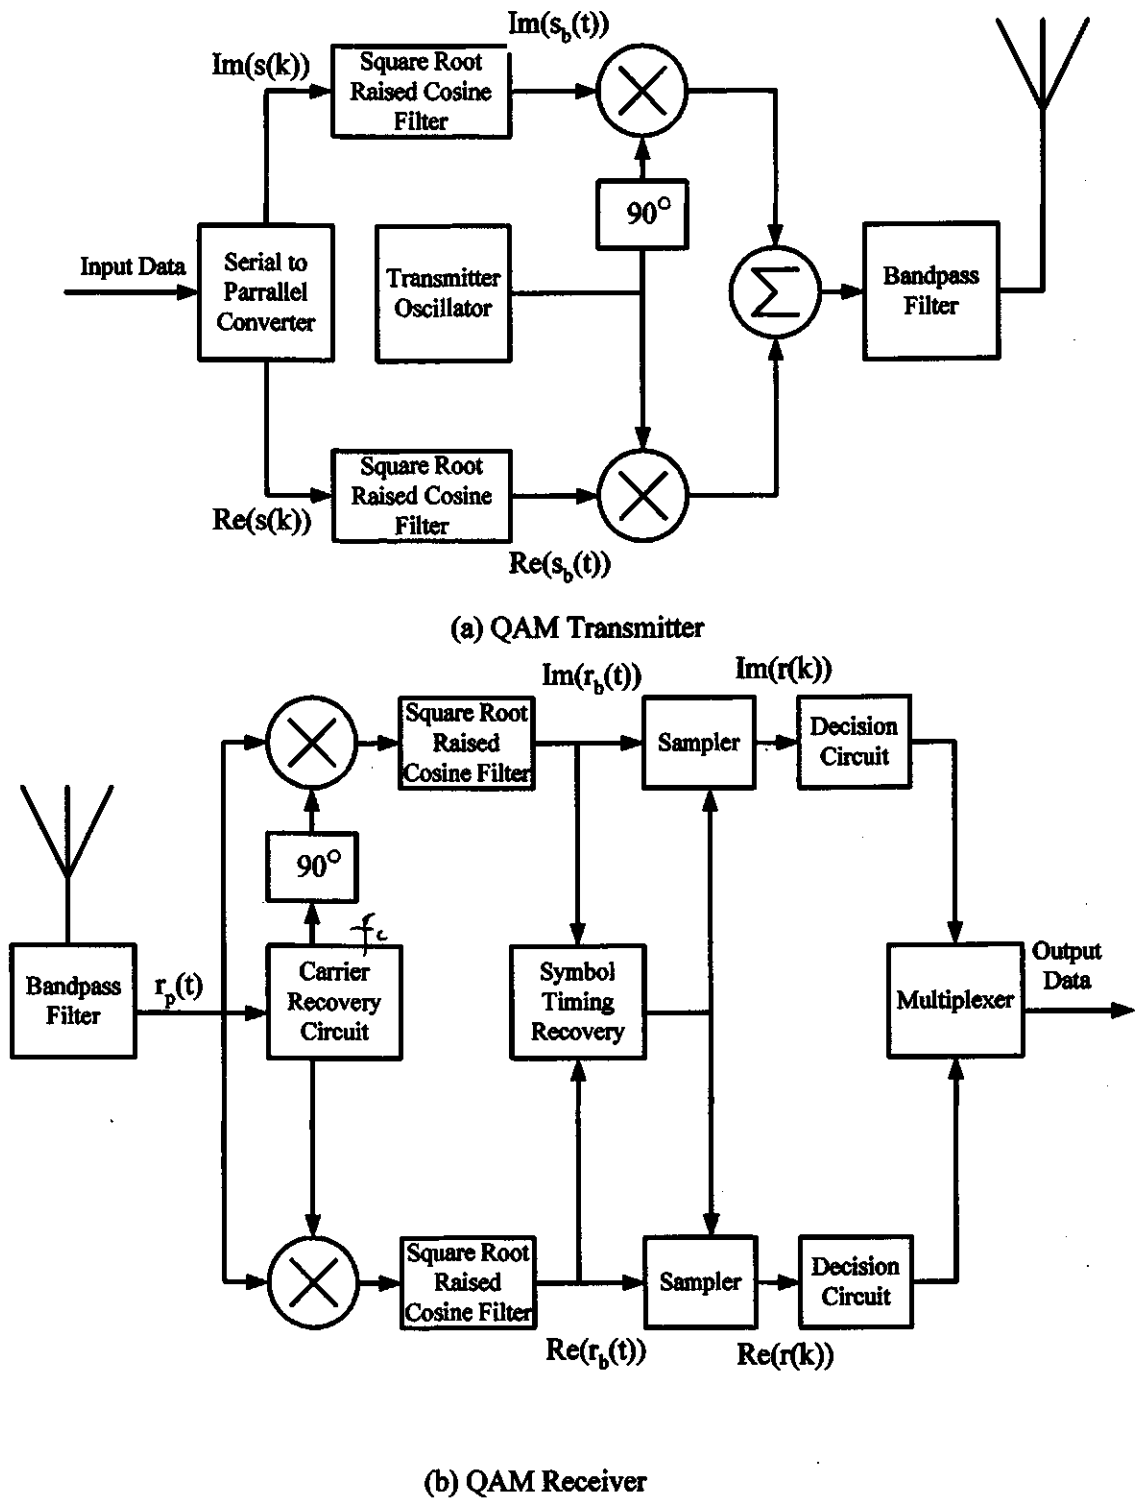 Im(s_b(t))
Im(s(k))
Square Root
Raised Cosine
Filter
90°
Input Data
Serial to
Parrallel
Converter
Transmitter
Oscillator
Σ
Bandpass
Filter
Square Root
Raised Cosine
Filter
Re(s(k))
Re(s_b(t))
(a) QAM Transmitter
Im(r_b(t))
Im(r(k))
Square Root
Raised
Cosine Filter
Sampler
Decision
Circuit
90°
f_c
Bandpass
Filter
r_p(t)
Carrier
Recovery
Circuit
Symbol
Timing
Recovery
Multiplexer
Output
Data
Square Root
Raised
Cosine Filter
Sampler
Decision
Circuit
Re(r_b(t))
Re(r(k))
(b) QAM Receiver